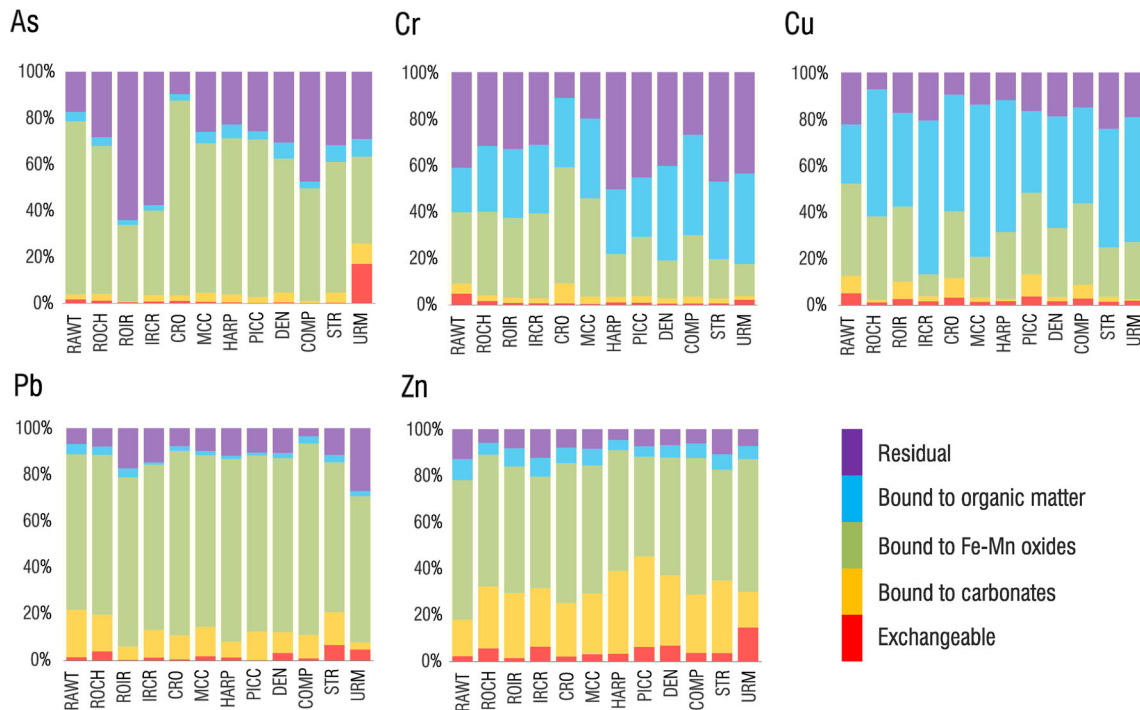 As
100%
80%
60%
40%
20%
0%
RAWT
ROCH
ROIR
IRCR
CRO
MCC
HARP
PICC
DEN
COMP
STR
URM
Cr
100%
80%
60%
40%
20%
0%
RAWT
ROCH
ROIR
IRCR
CRO
MCC
HARP
PICC
DEN
COMP
STR
URM
Cu
100%
80%
60%
40%
20%
0%
RAWT
ROCH
ROIR
IRCR
CRO
MCC
HARP
PICC
DEN
COMP
STR
URM
Pb
100%
80%
60%
40%
20%
0%
RAWT
ROCH
ROIR
IRCR
CRO
MCC
HARP
PICC
DEN
COMP
STR
URM
Zn
100%
80%
60%
40%
20%
0%
RAWT
ROCH
ROIR
IRCR
CRO
MCC
HARP
PICC
DEN
COMP
STR
URM
Residual
Bound to organic matter
Bound to Fe-Mn oxides
Bound to carbonates
Exchangeable